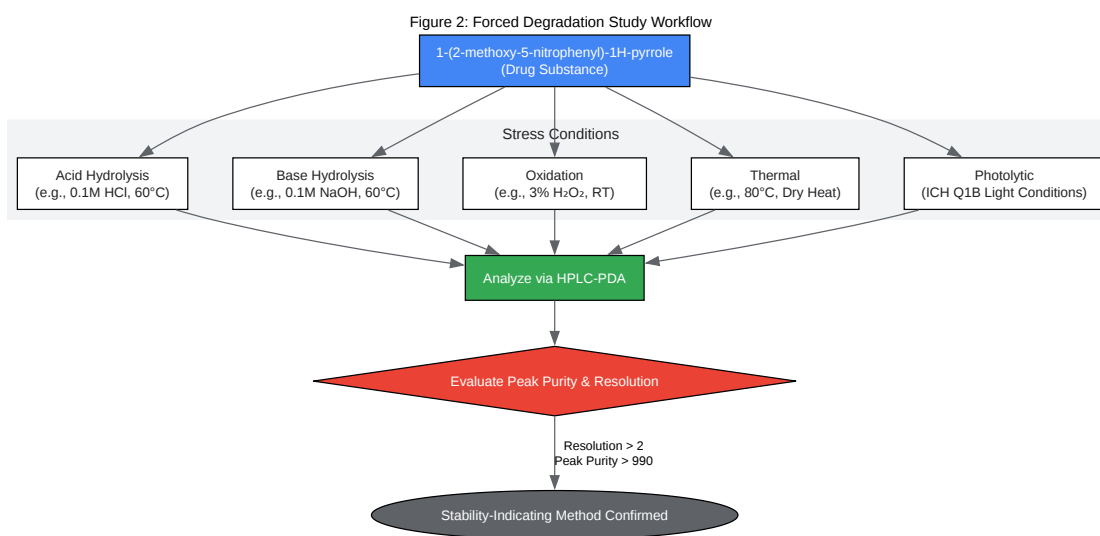 Figure 2: Forced Degradation Study Workflow
1-(2-methoxy-5-nitrophenyl)-1H-pyrrole
(Drug Substance)
Stress Conditions
Acid Hydrolysis
(e.g., 0.1M HCl, 60°C)
Base Hydrolysis
(e.g., 0.1M NaOH, 60°C)
Oxidation
(e.g., 3% H₂O₂, RT)
Thermal
(e.g., 80°C, Dry Heat)
Photolytic
(ICH Q1B Light Conditions)
Analyze via HPLC-PDA
Evaluate Peak Purity & Resolution
Resolution > 2
Peak Purity > 990
Stability-Indicating Method Confirmed